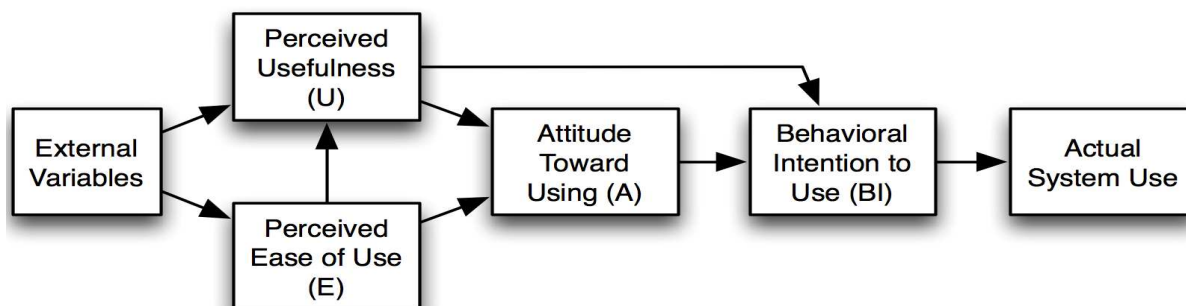 Perceived
Usefulness
(U)
External
Variables
Perceived
Ease of Use
(E)
Attitude
Toward
Using (A)
Behavioral
Intention to
Use (BI)
Actual
System Use